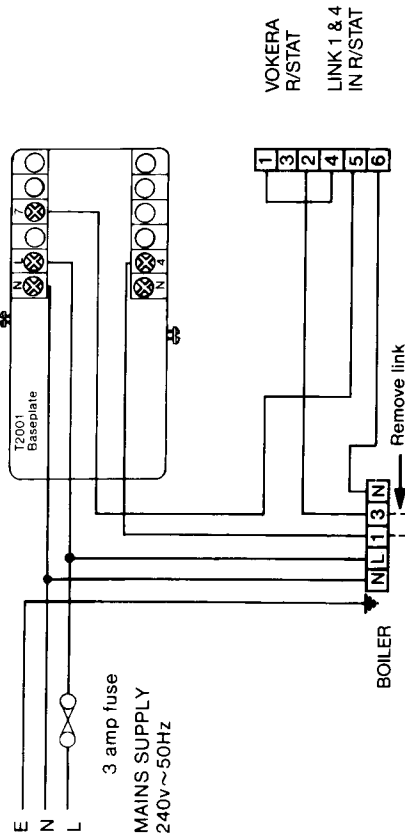 T2001
Baseplate
N L 7
N 4
E
N
L
3 amp fuse
MAINS SUPPLY
240v~50Hz
BOILER
N L 1 3 N
Remove link
1
3
2
4
5
6
VOKERA
R/STAT
LINK 1 & 4
IN R/STAT